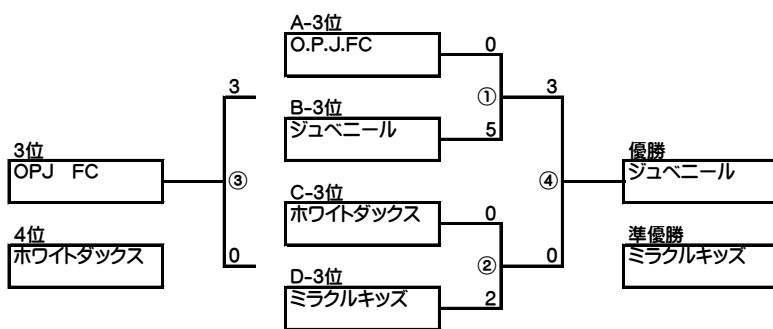 A-3位
O.P.J.FC
0
3
①
3
B-3位
ジュベニール
5
3位
OPJ FC
③
④
優勝
ジュベニール
C-3位
ホワイトダックス
0
4位
ホワイトダックス
0
②
0
準優勝
ミラクルキッズ
D-3位
ミラクルキッズ
2